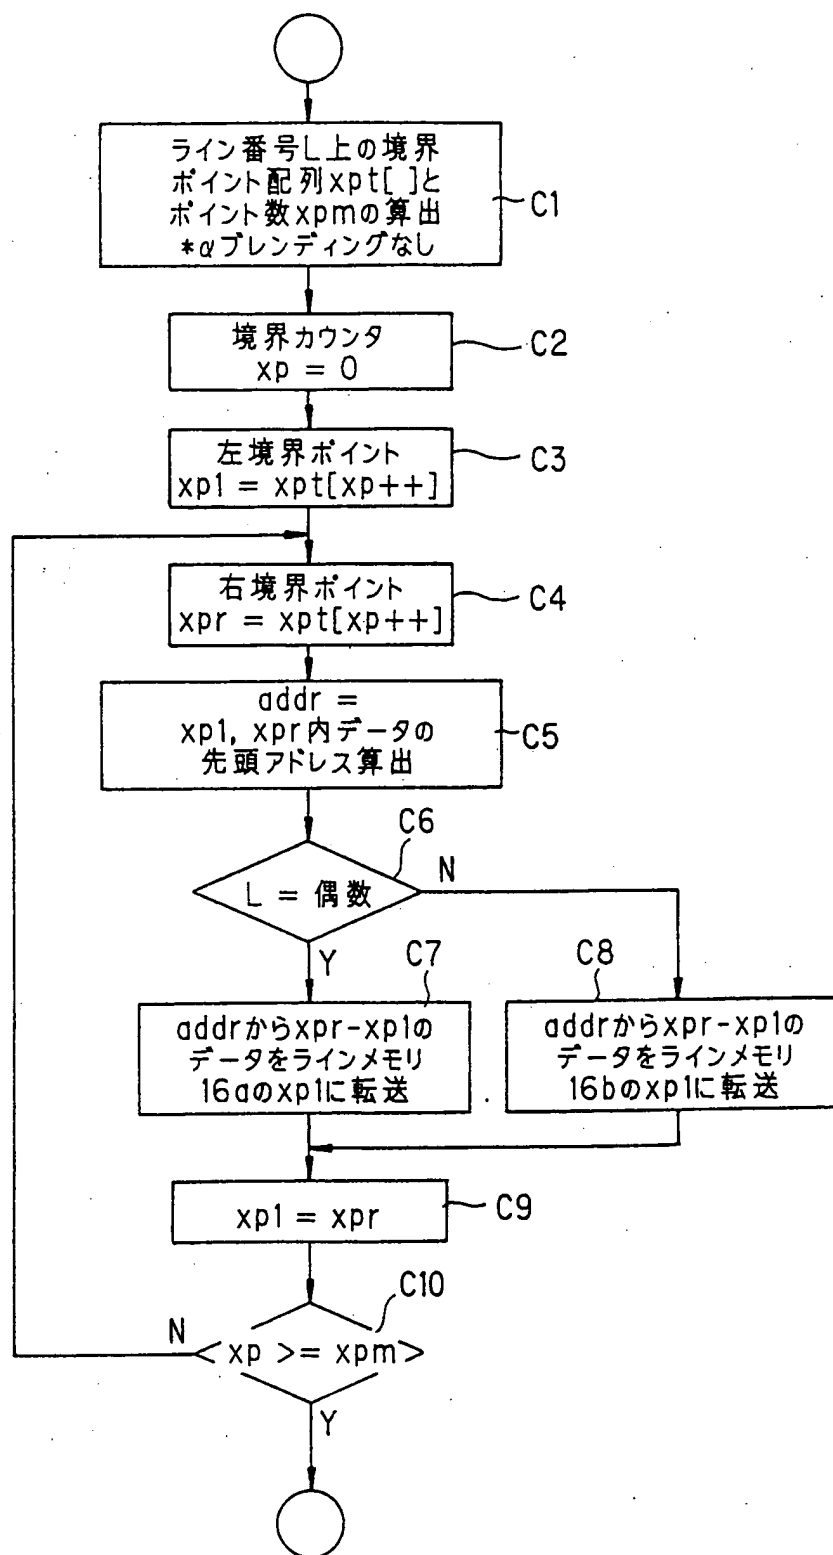 ライン番号L上の境界
ポイント配列xpt[ ]と
ポイント数xpmの算出
*αブレンディングなし
C1
境界カウンタ
xp = 0
C2
左境界ポイント
xp1 = xpt[xp++]
C3
右境界ポイント
xpr = xpt[xp++]
C4
addr =
xp1, xpr内データの
先頭アドレス算出
C5
C6
L = 偶数
N
Y
C7
addrからxpr-xp1の
データをラインメモリ
16aのxp1に転送
C8
addrからxpr-xp1の
データをラインメモリ
16bのxp1に転送
xp1 = xpr
C9
C10
N
xp >= xpm
Y